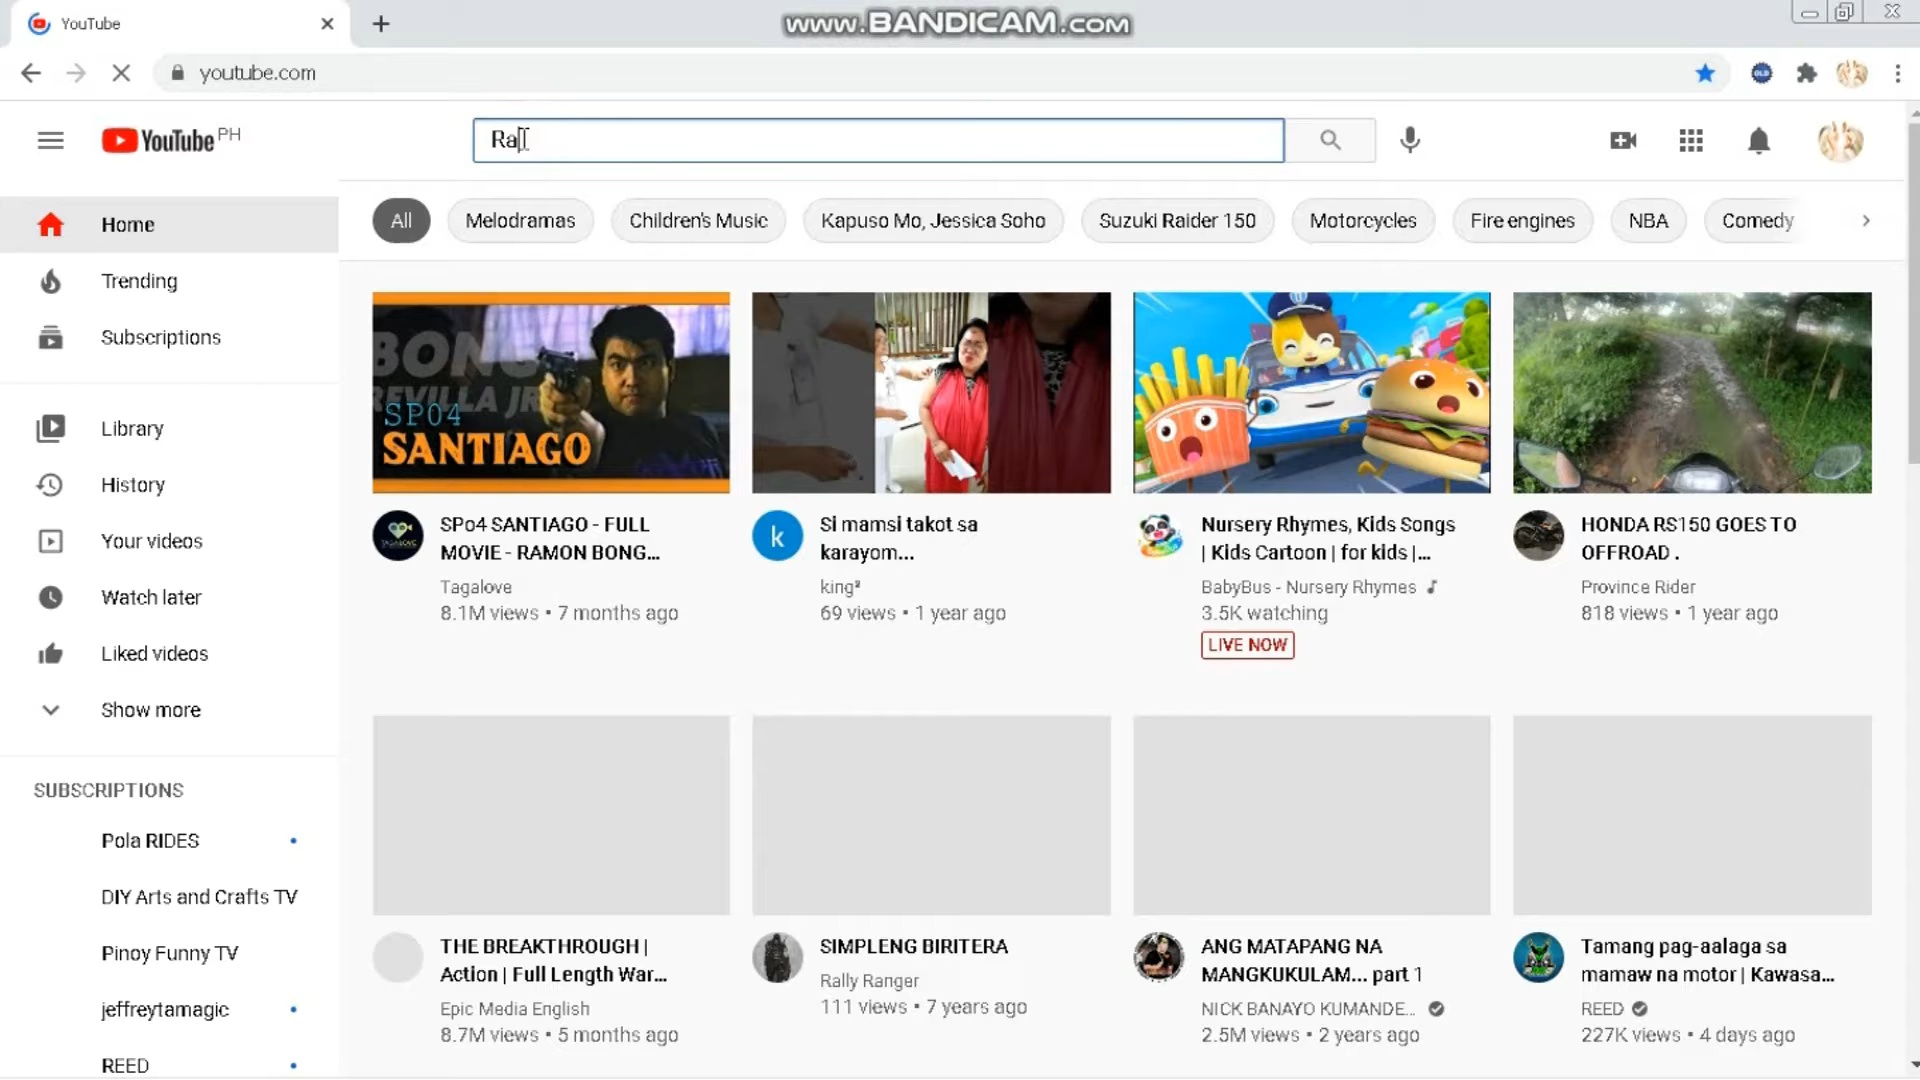 YouTube
www.BANDICAM.com
youtube.com
YouTube PH
Ra
Home
Trending
Subscriptions
Library
History
Your videos
Watch later
Liked videos
Show more
SUBSCRIPTIONS
Pola RIDES
DIY Arts and Crafts TV
Pinoy Funny TV
jeffreytamagic
REED
All
Melodramas
Children's Music
Kapuso Mo, Jessica Soho
Suzuki Raider 150
Motorcycles
Fire engines
NBA
Comedy
BONG
REVILLA JR
SPO4
SANTIAGO
SPo4 SANTIAGO - FULL
MOVIE - RAMON BONG...
Tagalove
8.1M views • 7 months ago
k
Si mamsi takot sa
karayom...
king²
69 views • 1 year ago
Nursery Rhymes, Kids Songs
| Kids Cartoon | for kids |...
BabyBus - Nursery Rhymes
3.5K watching
LIVE NOW
HONDA RS150 GOES TO
OFFROAD .
Province Rider
818 views • 1 year ago
THE BREAKTHROUGH |
Action | Full Length War...
Epic Media English
8.7M views • 5 months ago
SIMPLENG BIRITERA
Rally Ranger
111 views • 7 years ago
ANG MATAPANG NA
MANGKUKULAM... part 1
NICK BANAYO KUMANDE...
2.5M views • 2 years ago
Tamang pag-aalaga sa
mamaw na motor | Kawasa...
REED
227K views • 4 days ago